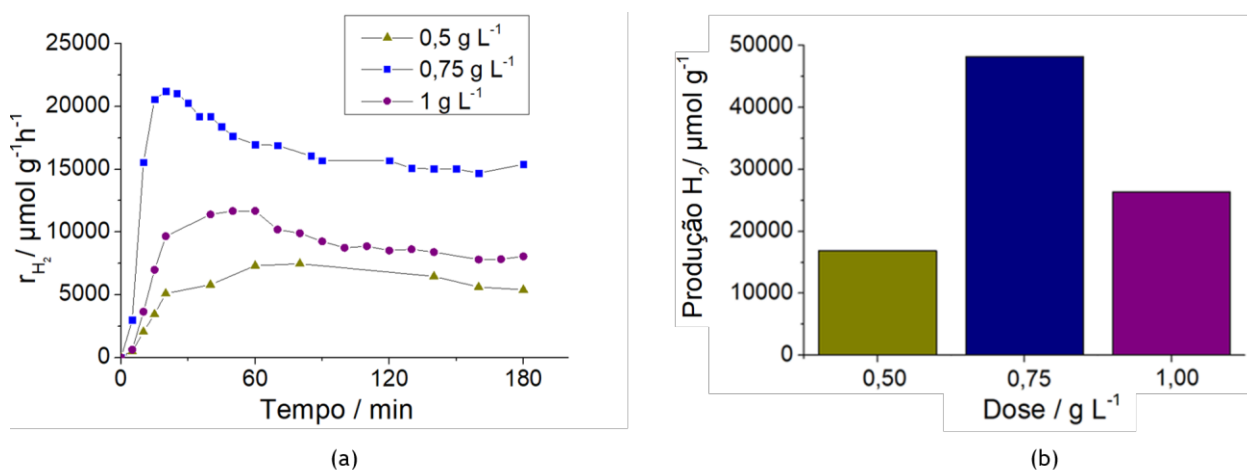 25000
20000
15000
10000
5000
0
r_H₂ / µmol g⁻¹h⁻¹
0,5 g L⁻¹
0,75 g L⁻¹
1 g L⁻¹
0
60
120
180
Tempo / min
(a)
50000
40000
30000
20000
10000
0
Produção H₂/ µmol g⁻¹
0,50
0,75
1,00
Dose / g L⁻¹
(b)